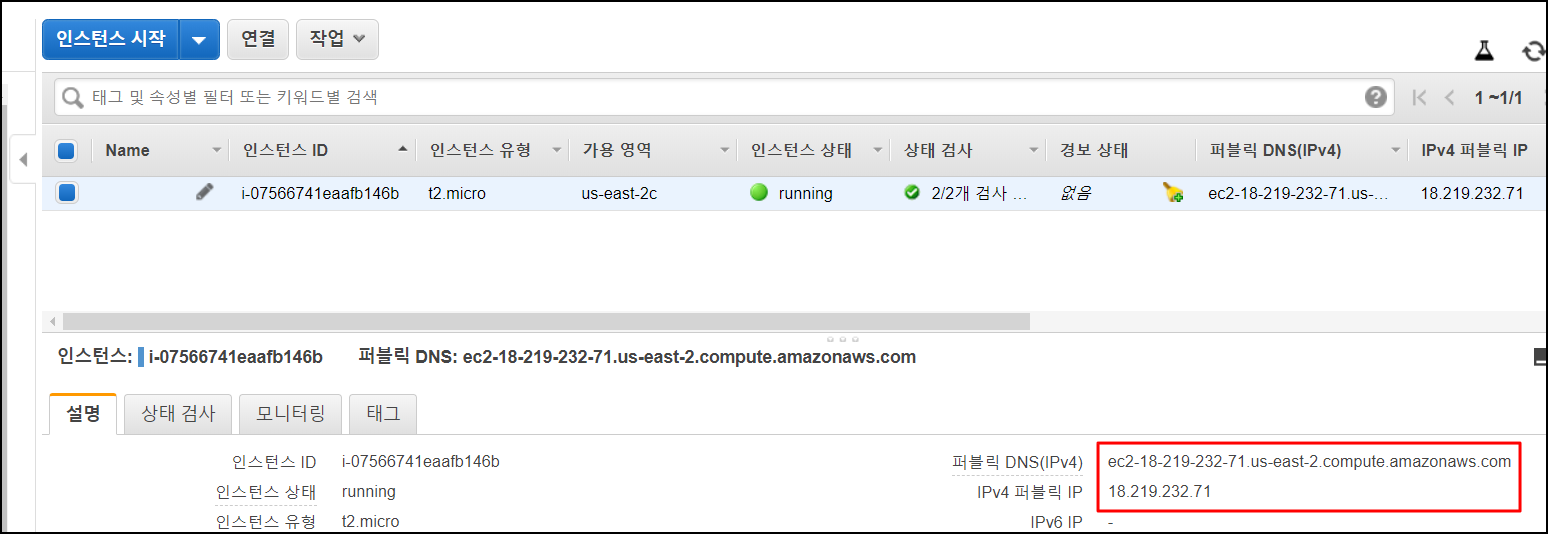 인스턴스 시작 연결 작업
태그 및 속성별 필터 또는 키워드별 검색 1 ~1/1
Name 인스턴스 ID 인스턴스 유형 가용 영역 인스턴스 상태 상태 검사 경보 상태 퍼블릭 DNS(IPv4) IPv4 퍼블릭 IP
i-07566741eaafb146b t2.micro us-east-2c running 2/2개 검사 ... 없음 ec2-18-219-232-71.us-... 18.219.232.71
인스턴스: i-07566741eaafb146b 퍼블릭 DNS: ec2-18-219-232-71.us-east-2.compute.amazonaws.com
설명 상태 검사 모니터링 태그
인스턴스 ID i-07566741eaafb146b 퍼블릭 DNS(IPv4) ec2-18-219-232-71.us-east-2.compute.amazonaws.com
인스턴스 상태 running IPv4 퍼블릭 IP 18.219.232.71
인스턴스 유형 t2.micro IPv6 IP -